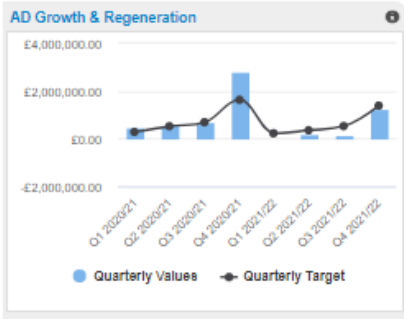 AD Growth & Regeneration
£4,000,000.00
£2,000,000.00
£0.00
-£2,000,000.00
Q1 2020/21
Q2 2020/21
Q3 2020/21
Q4 2020/21
Q1 2021/22
Q2 2021/22
Q3 2021/22
Q4 2021/22
Quarterly Values
Quarterly Target